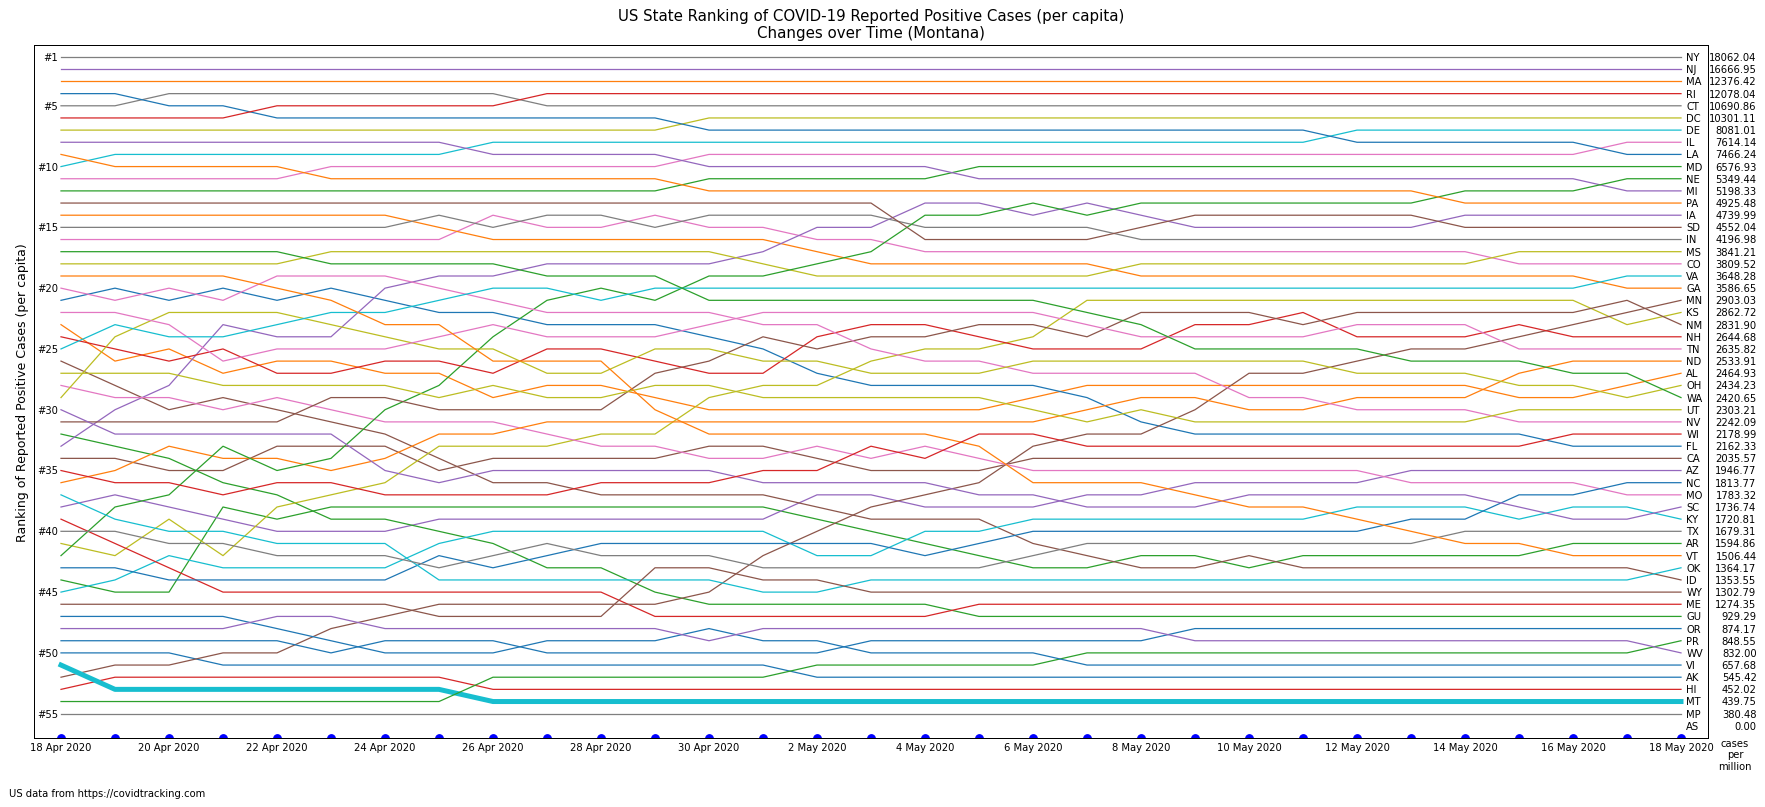 US State Ranking of COVID-19 Reported Positive Cases (per capita)
Changes over Time (Montana)
Ranking of Reported Positive Cases (per capita)
#1
#5
#10
#15
#20
#25
#30
#35
#40
#45
#50
#55
NY 18062.04
NJ 16666.95
MA 12376.42
RI 12078.04
CT 10690.86
DC 10301.11
DE 8081.01
IL 7614.14
LA 7466.24
MD 6576.93
NE 5349.44
MI 5198.33
PA 4925.48
IA 4739.99
SD 4552.04
IN 4196.98
MS 3841.21
CO 3809.52
VA 3648.28
GA 3586.65
MN 2903.03
KS 2862.72
NM 2831.90
NH 2644.68
TN 2635.82
ND 2533.91
AL 2464.93
OH 2434.23
WA 2420.65
UT 2303.21
NV 2242.09
WI 2178.99
FL 2162.33
CA 2035.57
AZ 1946.77
NC 1813.77
MO 1783.32
SC 1736.74
KY 1720.81
TX 1679.31
AR 1594.86
VT 1506.44
OK 1364.17
ID 1353.55
WY 1302.79
ME 1274.35
GU 929.29
OR 874.17
PR 848.55
WV 832.00
VI 657.68
AK 545.42
HI 452.02
MT 439.75
MP 380.48
AS 0.00
18 Apr 2020 20 Apr 2020 22 Apr 2020 24 Apr 2020 26 Apr 2020 28 Apr 2020 30 Apr 2020 2 May 2020 4 May 2020 6 May 2020 8 May 2020 10 May 2020 12 May 2020 14 May 2020 16 May 2020 18 May 2020
cases
per
million
US data from https://covidtracking.com